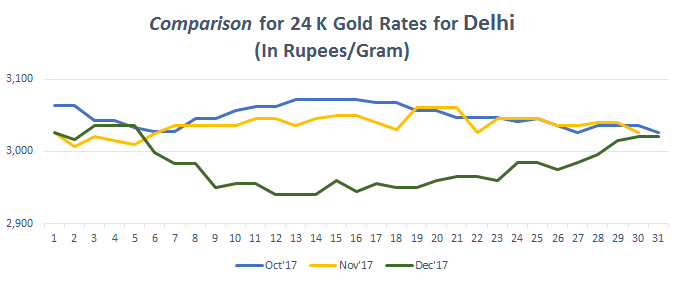 Comparison for 24 K Gold Rates for Delhi
(In Rupees/Gram)
3,100
3,000
2,900
1 2 3 4 5 6 7 8 9 10 11 12 13 14 15 16 17 18 19 20 21 22 23 24 25 26 27 28 29 30 31
Oct'17 Nov'17 Dec'17